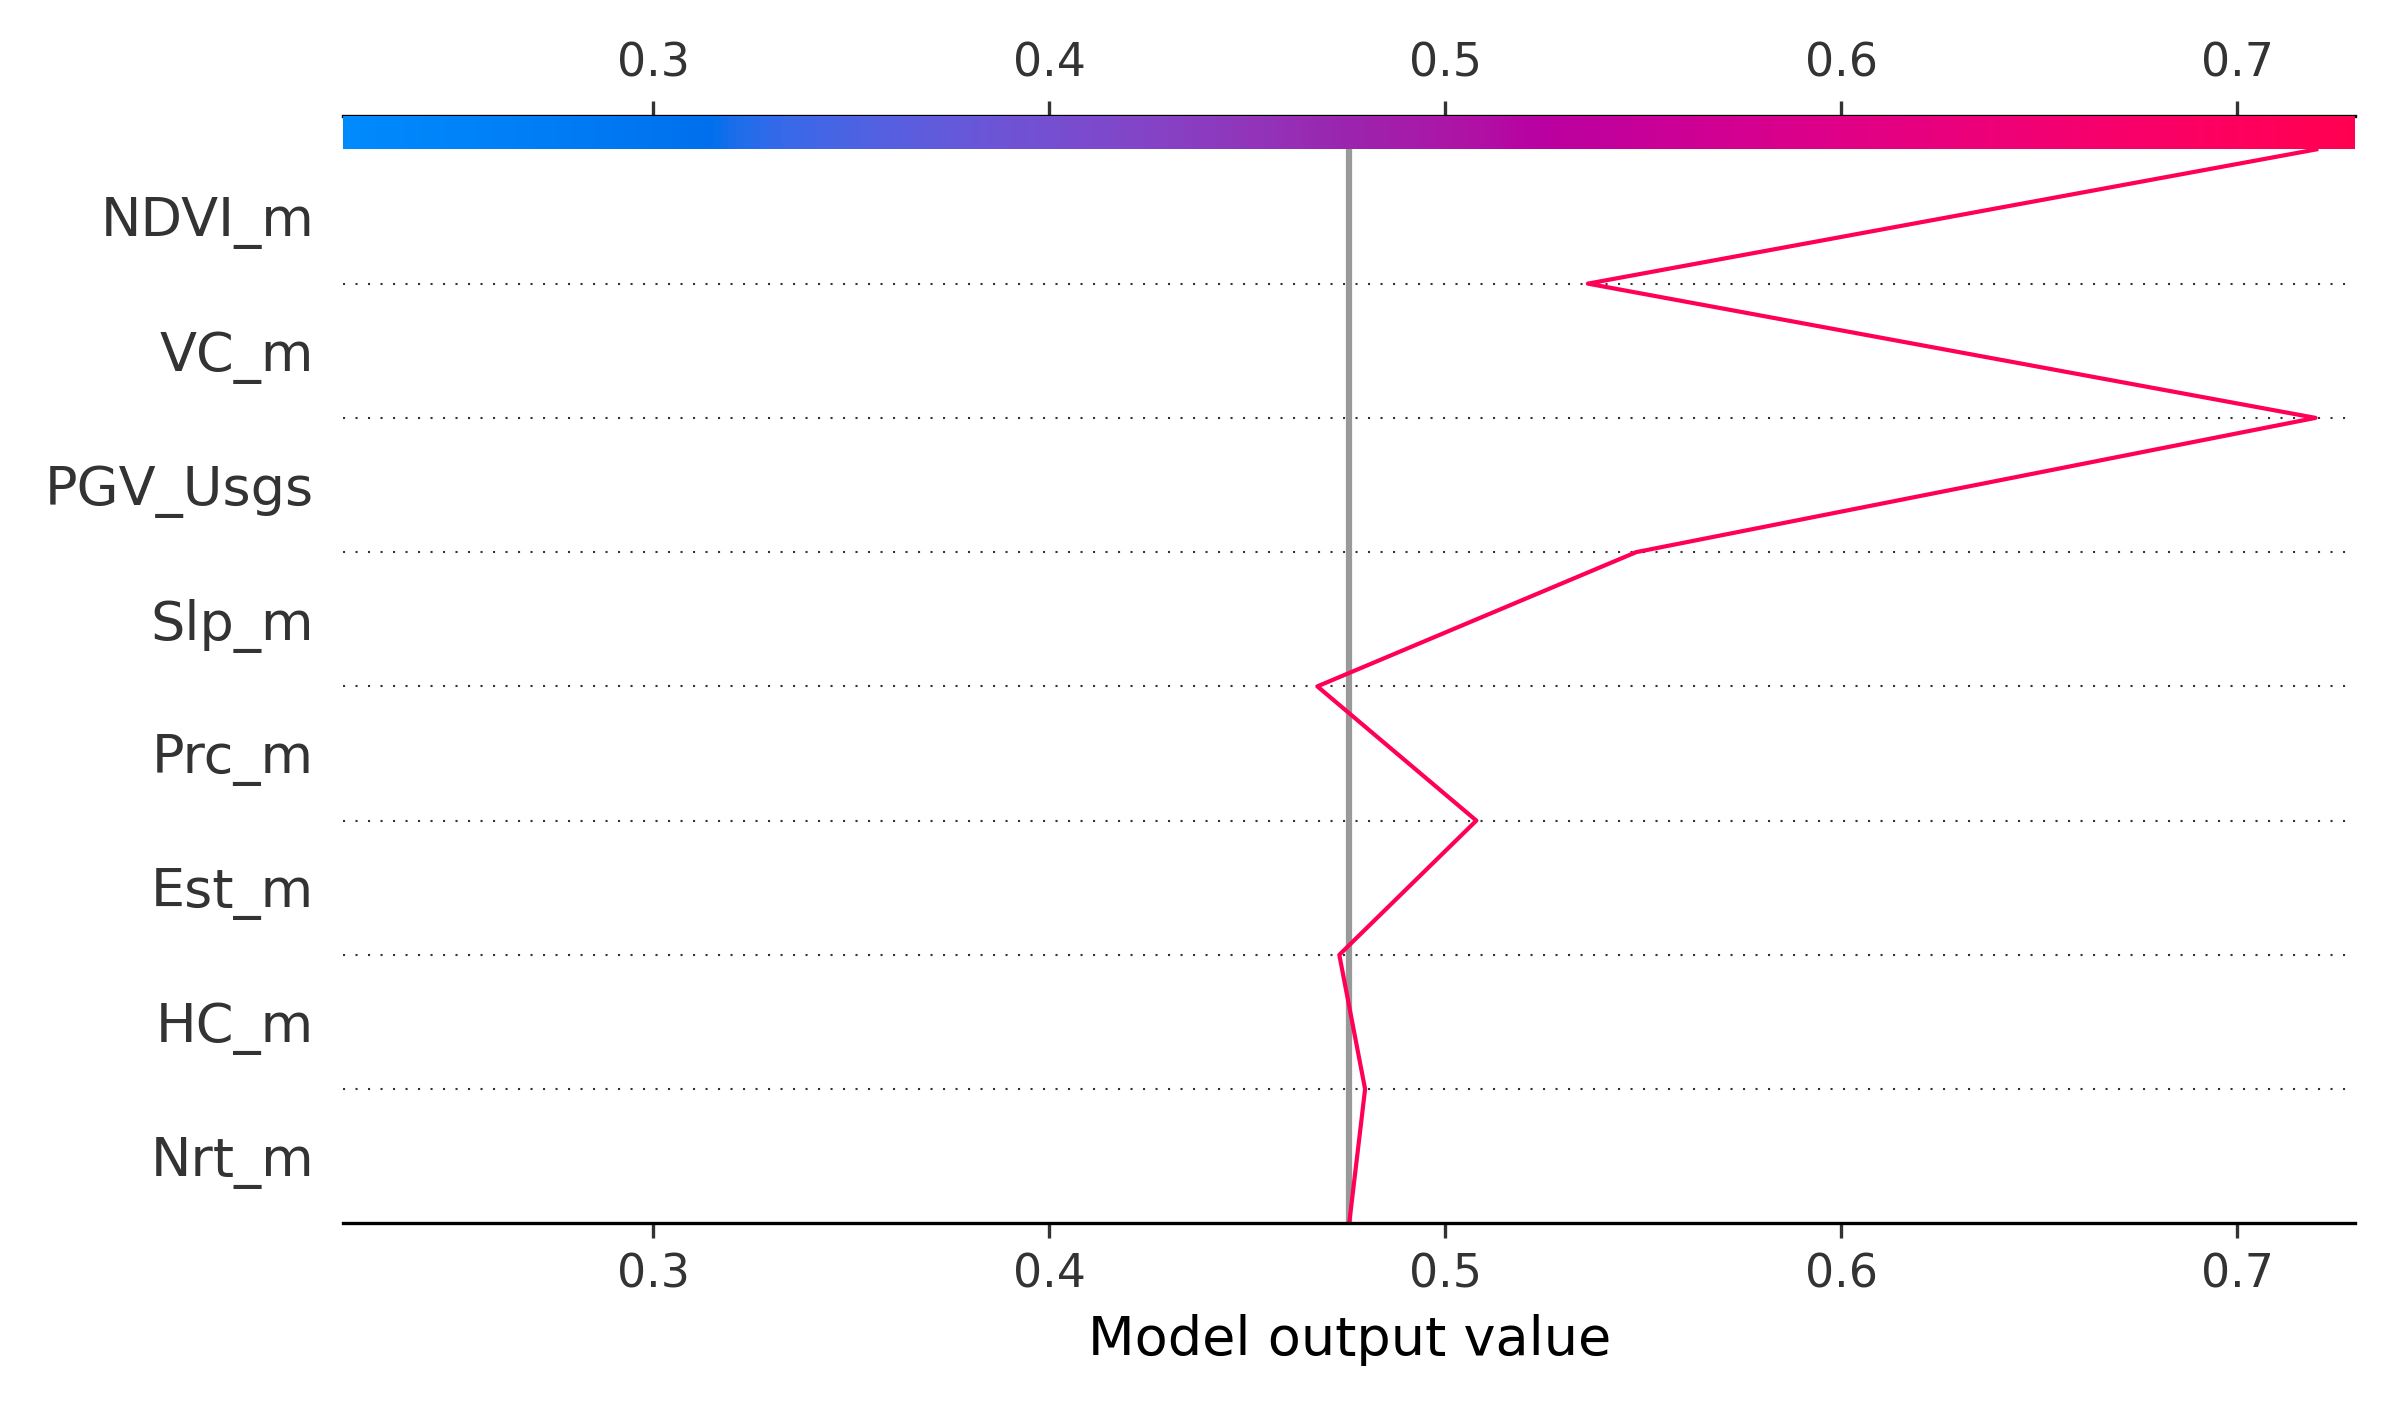 0.3 0.4 0.5 0.6 0.7
NDVI_m
VC_m
PGV_Usgs
Slp_m
Prc_m
Est_m
HC_m
Nrt_m
0.3 0.4 0.5 0.6 0.7
Model output value